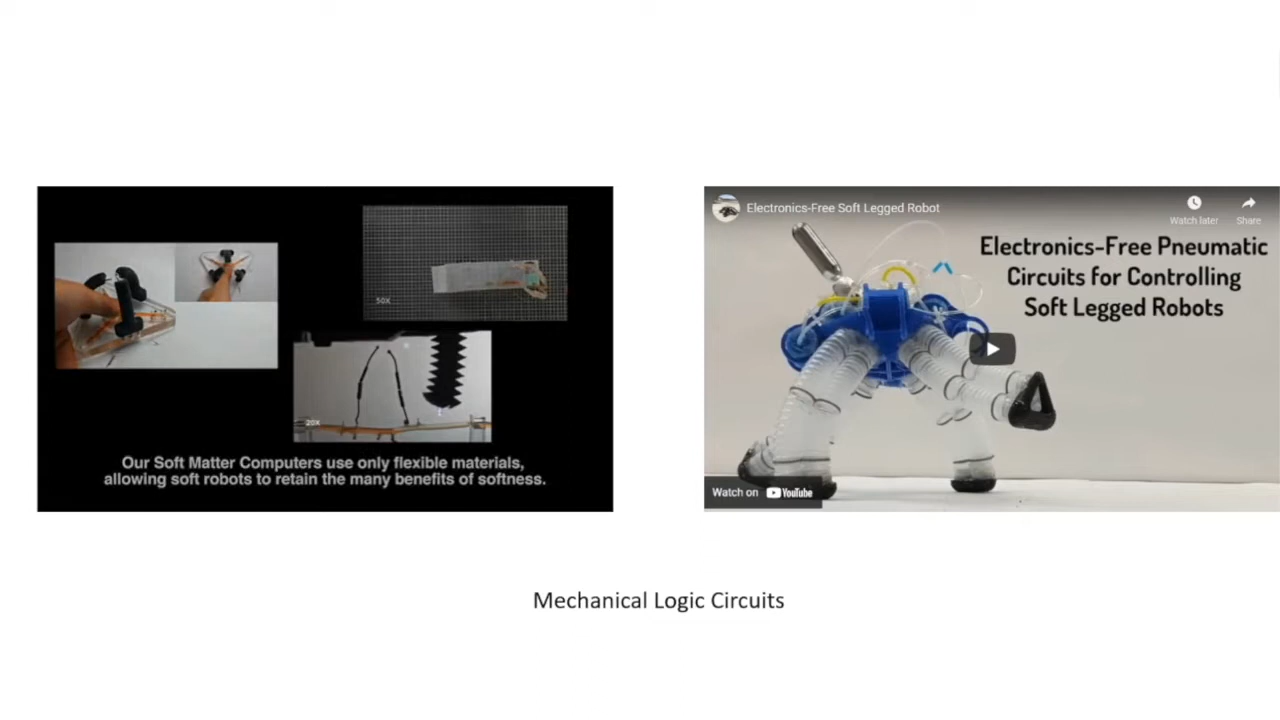 50X
20X
Our Soft Matter Computers use only flexible materials,
allowing soft robots to retain the many benefits of softness.
Electronics-Free Soft Legged Robot
Watch later
Share
Electronics-Free Pneumatic
Circuits for Controlling
Soft Legged Robots
Watch on YouTube
Mechanical Logic Circuits